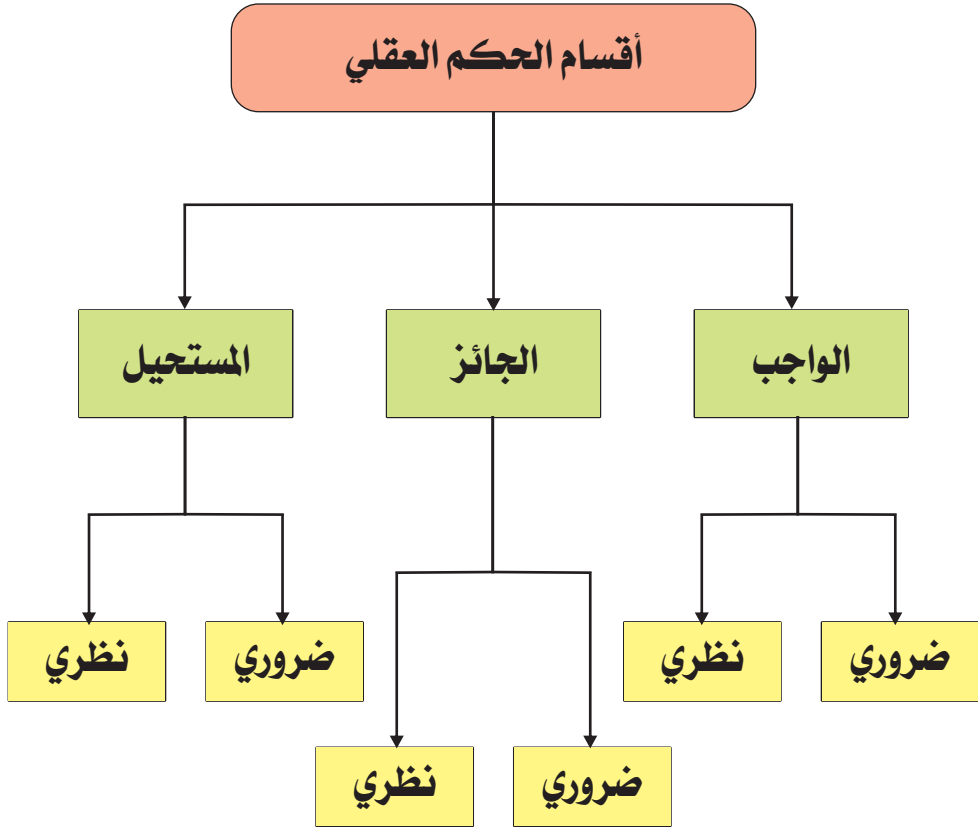 أقسام الحكم العقلي
الواجب
الجائز
المستحيل
ضروري
نظري
ضروري
نظري
ضروري
نظري